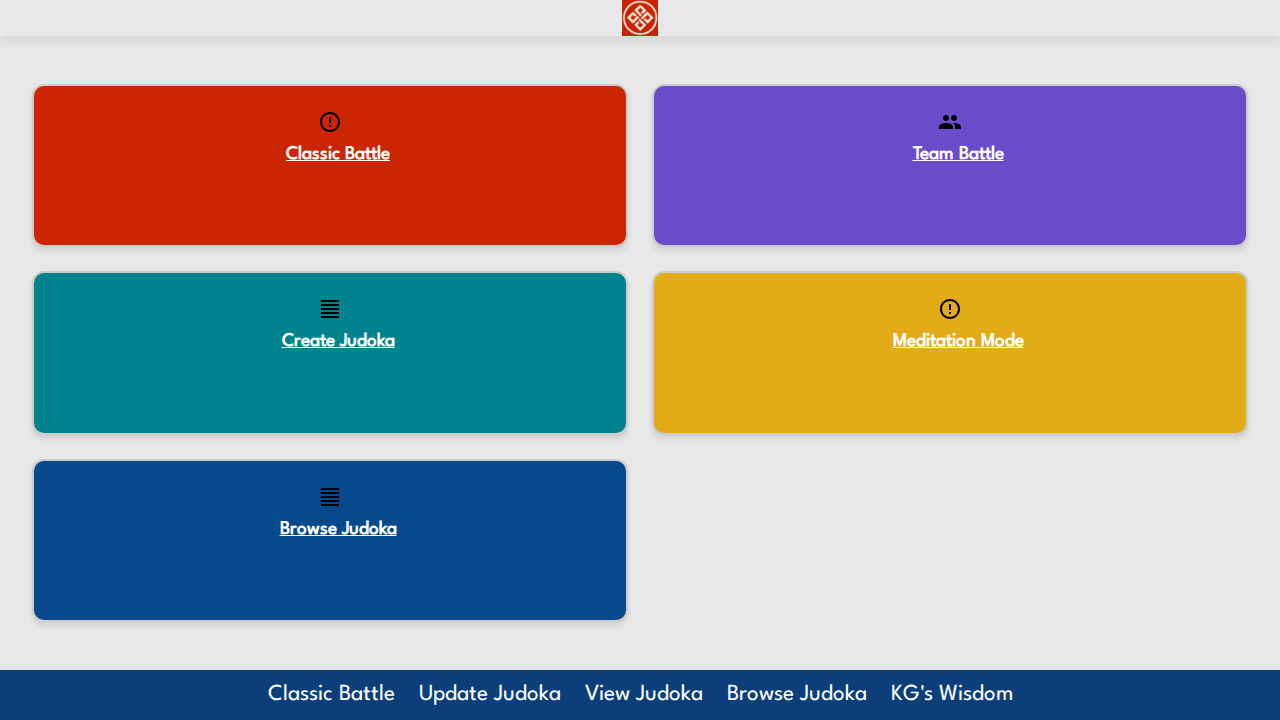 Classic Battle
Team Battle
Create Judoka
Meditation Mode
Browse Judoka
Classic Battle Update Judoka View Judoka Browse Judoka KG's Wisdom